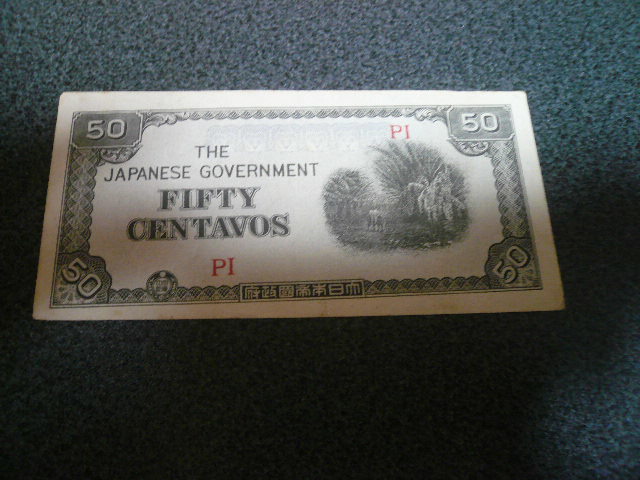 50
50
PI
THE
JAPANESE GOVERNMENT
FIFTY
CENTAVOS
PI
50
50
府政國帝本日大